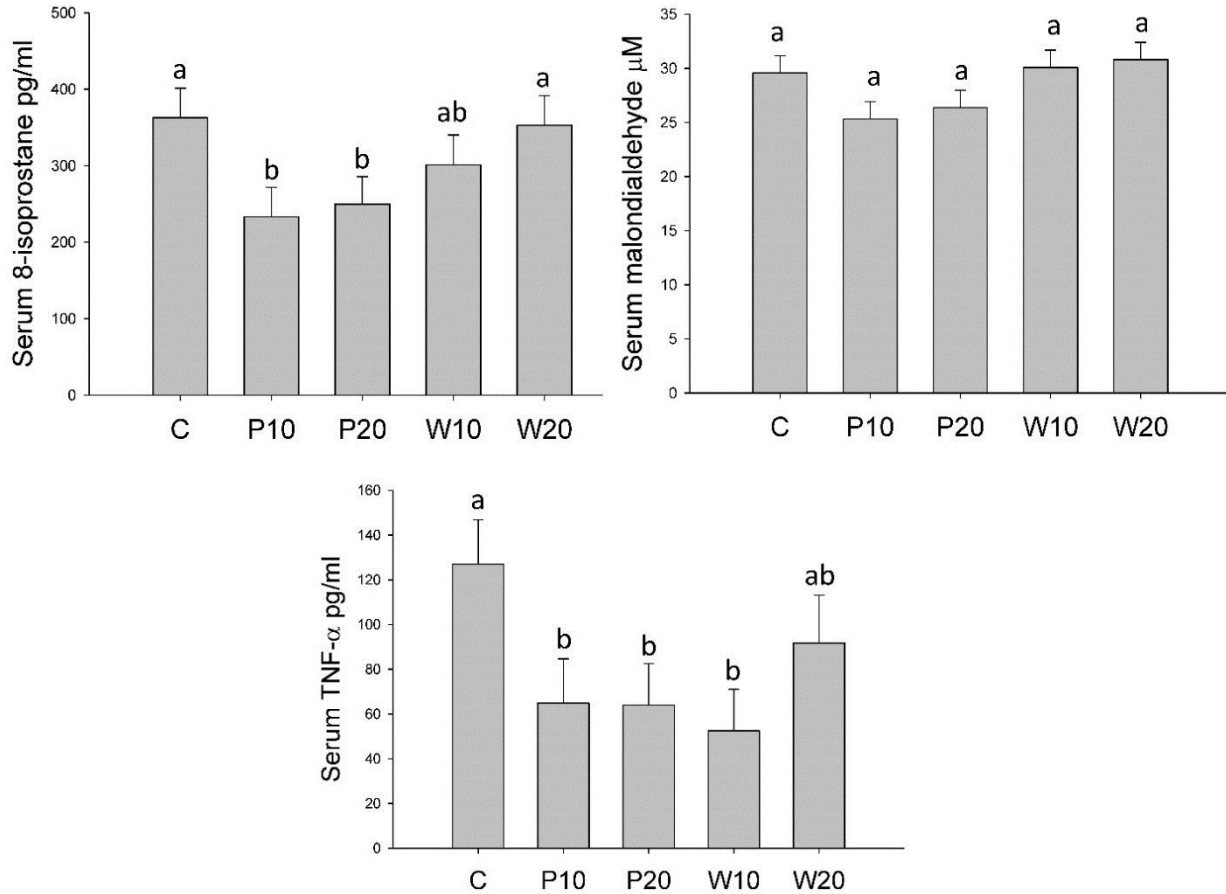 Serum 8-isoprostane pg/ml
500
400
300
200
100
0
a
b
b
ab
a
C P10 P20 W10 W20
Serum malondialdehyde μM
35
30
25
20
15
10
5
0
a
a
a
a
a
C P10 P20 W10 W20
Serum TNF-α pg/ml
160
140
120
100
80
60
40
20
0
a
b
b
b
ab
C P10 P20 W10 W20